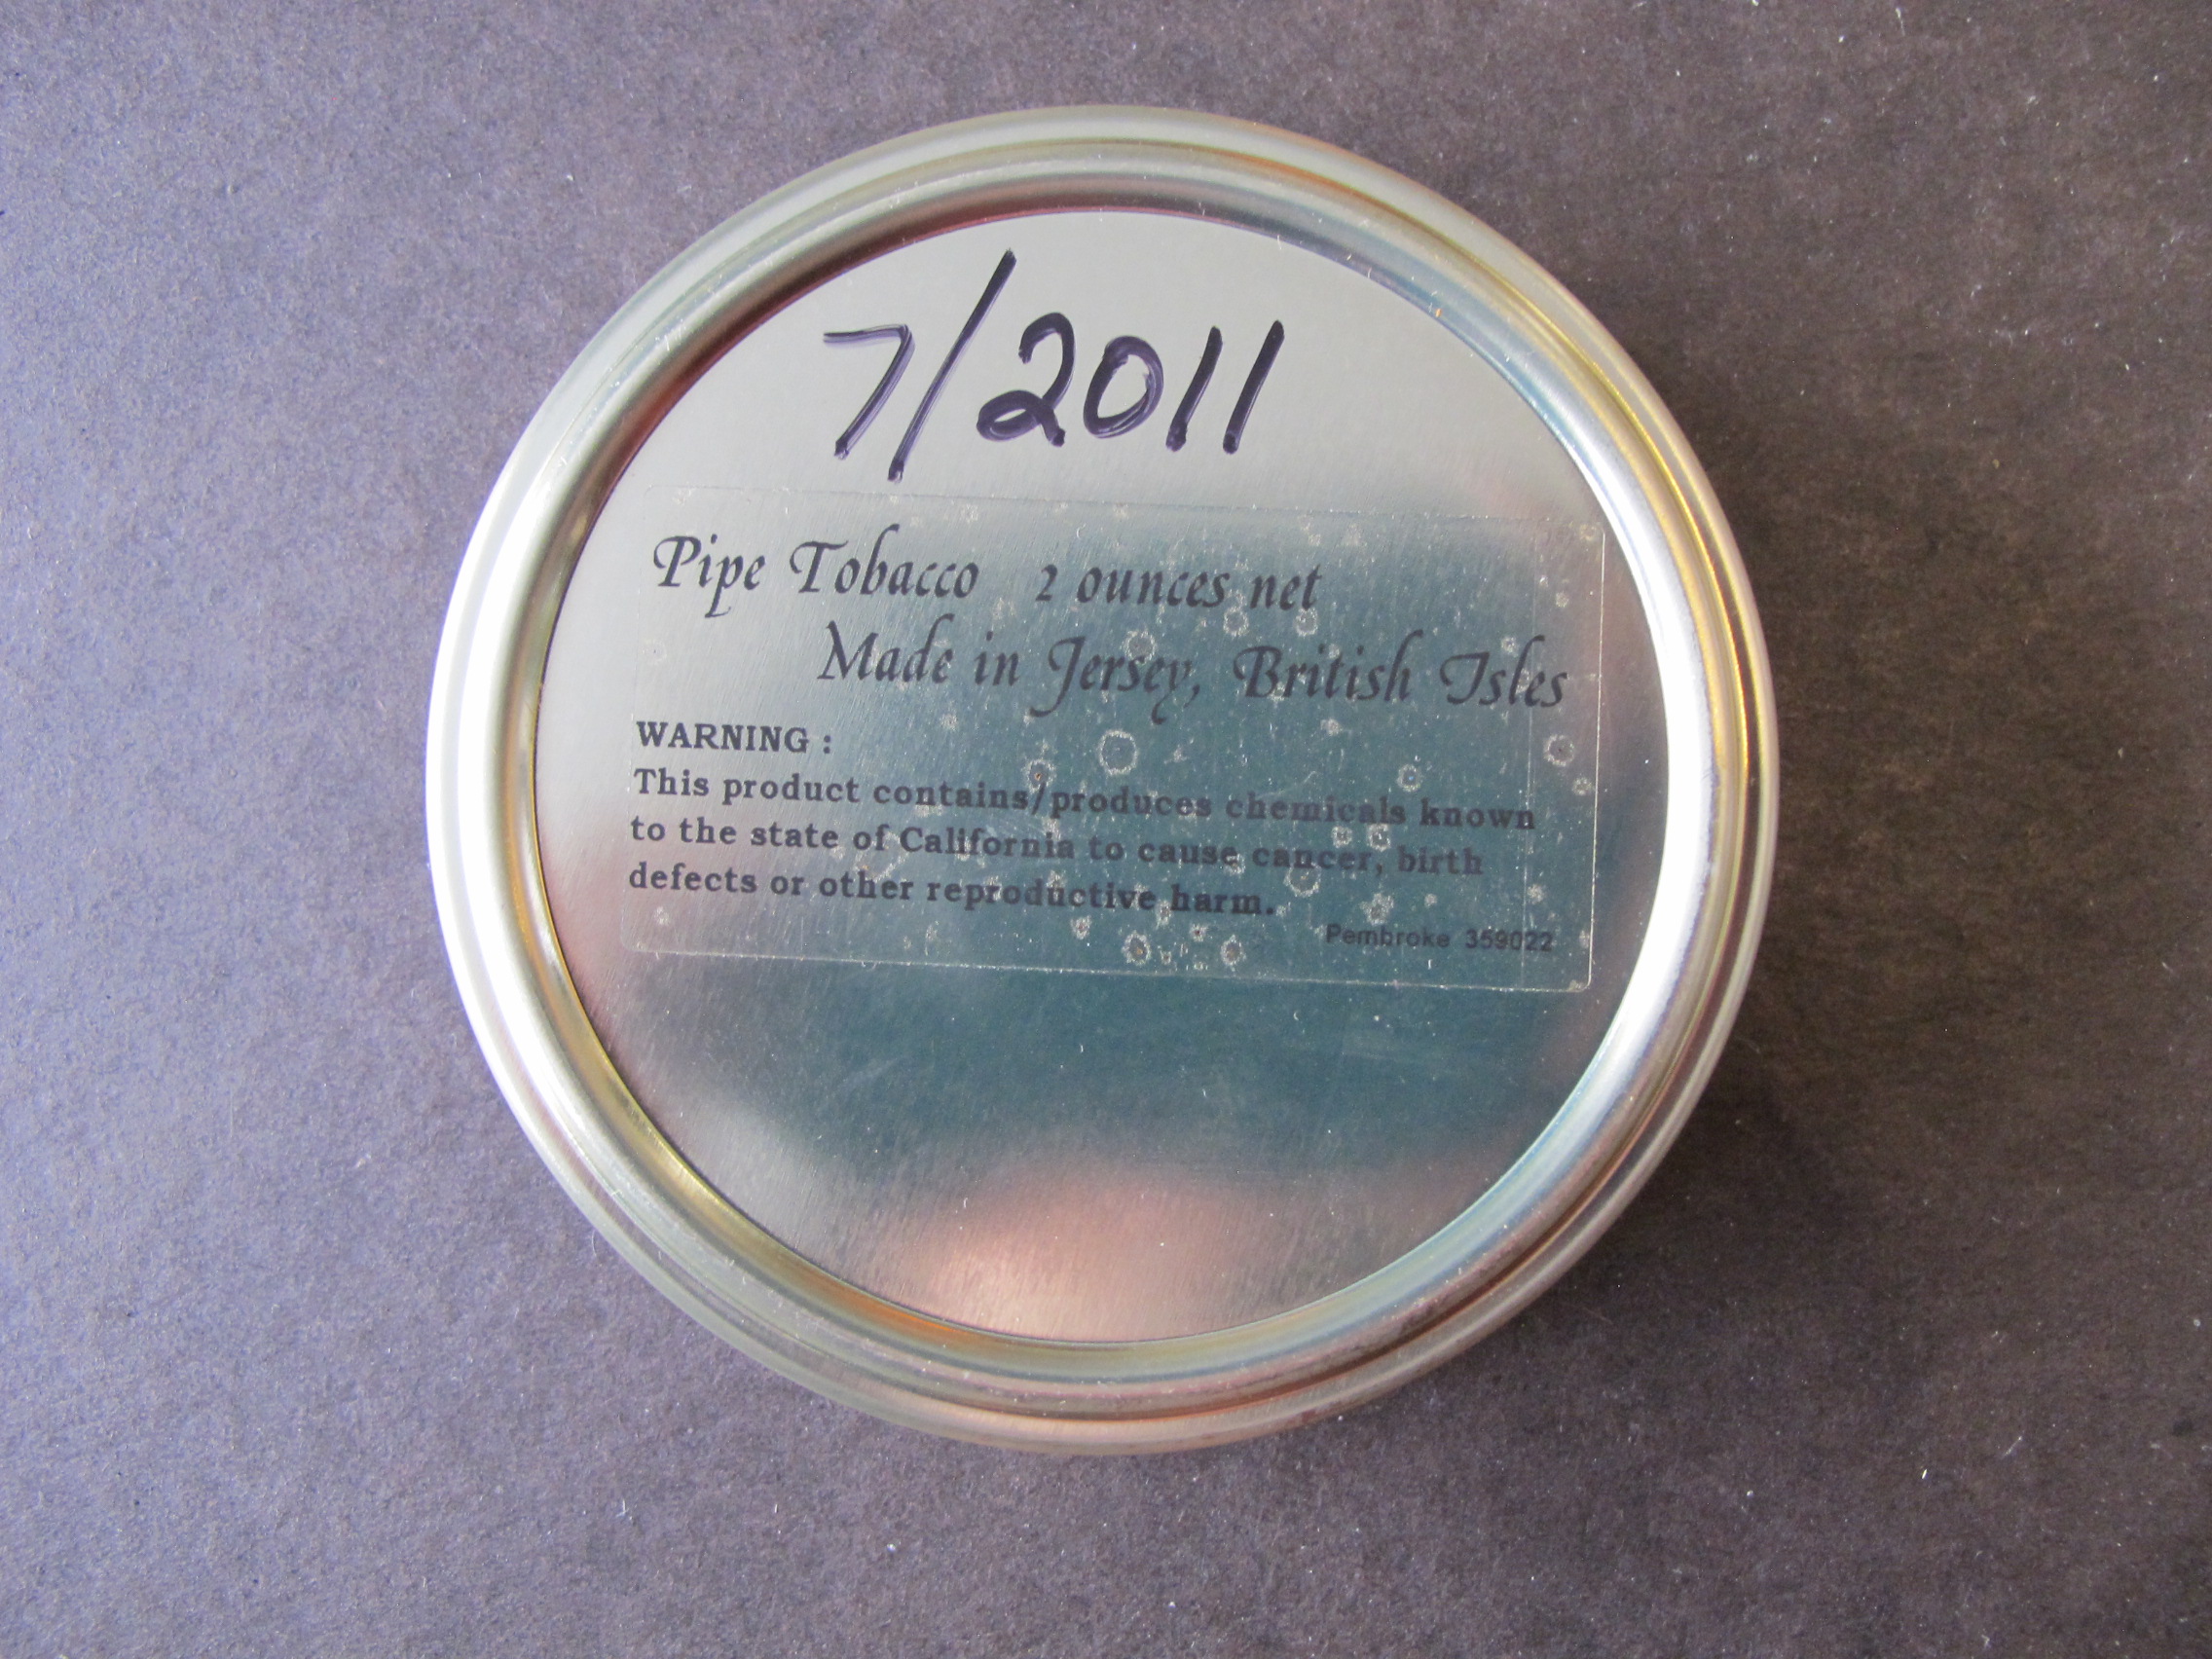 7/2011
Pipe Tobacco 2 ounces net
Made in Jersey, British Isles
WARNING :
This product contains/produces chemicals known
to the state of California to cause cancer, birth
defects or other reproductive harm.
Pembroke 359022